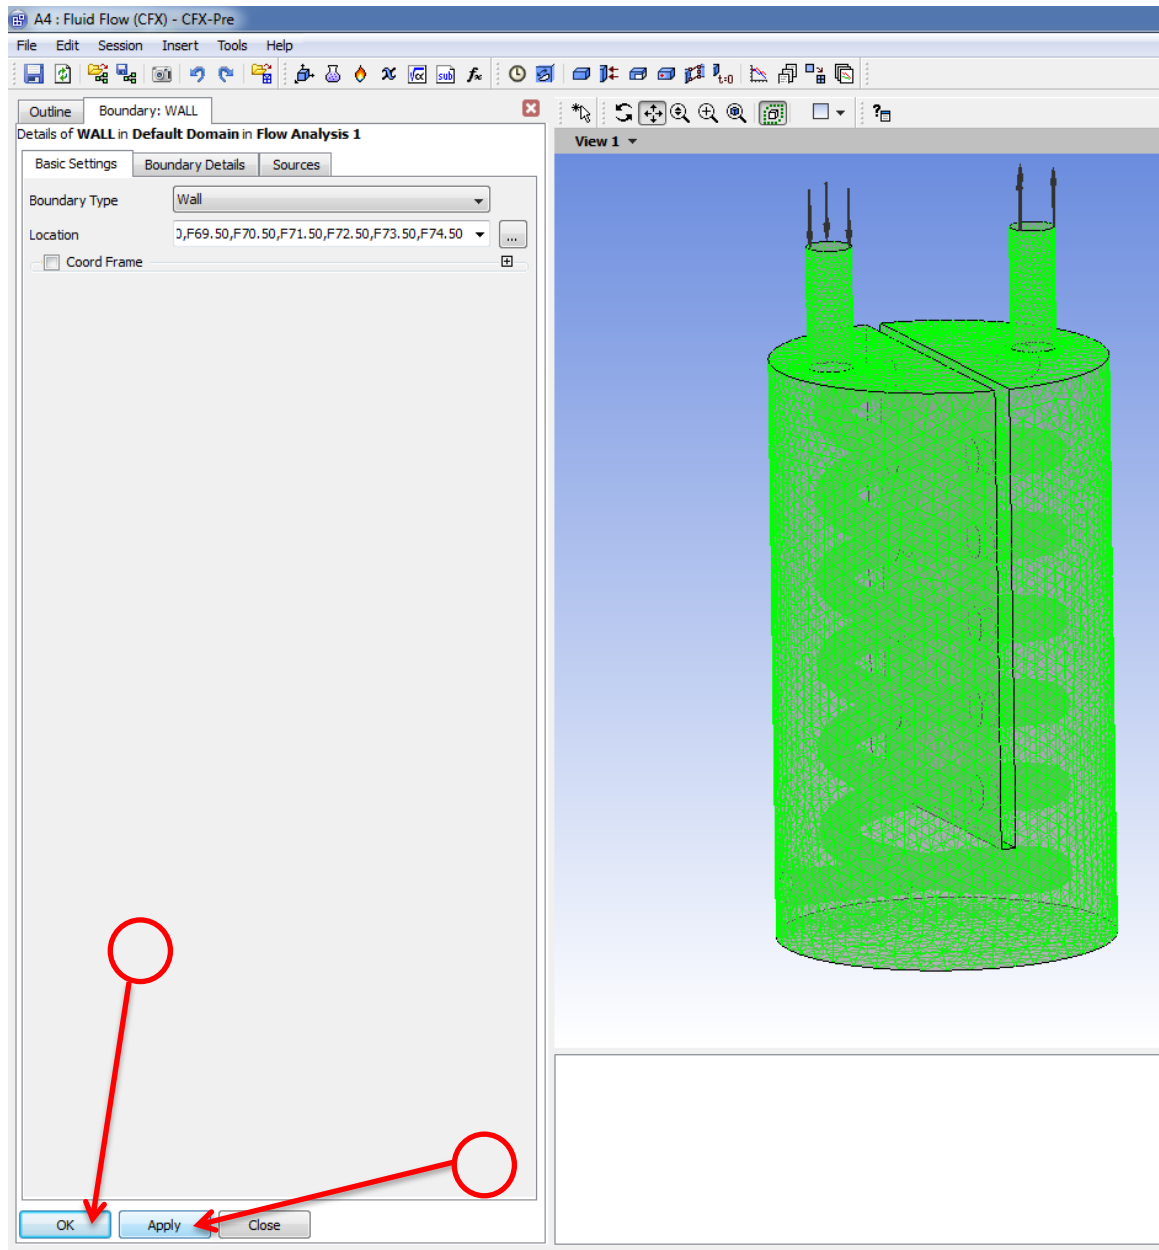 A4 : Fluid Flow (CFX) - CFX-Pre
File Edit Session Insert Tools Help
Outline Boundary: WALL
Details of WALL in Default Domain in Flow Analysis 1
View 1
Basic Settings Boundary Details Sources
Boundary Type Wall
Location ,F69.50,F70.50,F71.50,F72.50,F73.50,F74.50 ...
Coord Frame
OK Apply Close